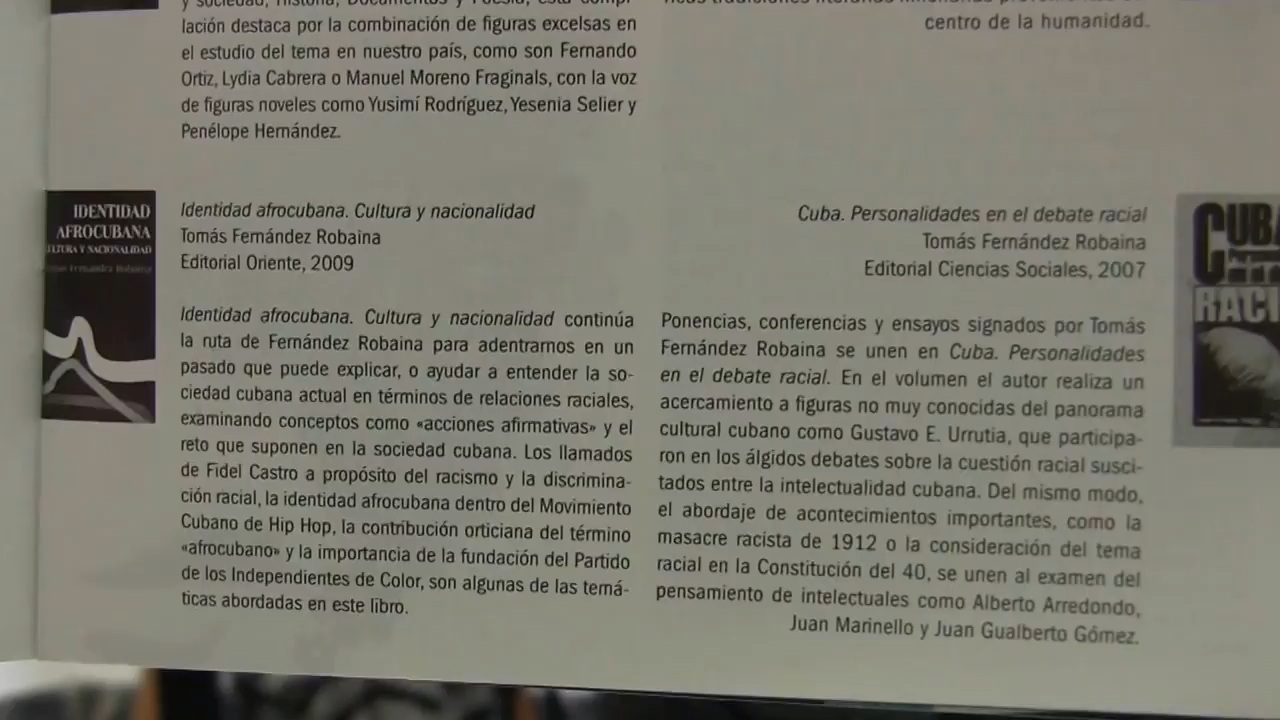 y sociedad, Historia, Documentos y Poesía, esta compi-
lación destaca por la combinación de figuras excelsas en
el estudio del tema en nuestro país, como son Fernando
Ortiz, Lydia Cabrera o Manuel Moreno Fraginals, con la voz
de figuras noveles como Yusimí Rodríguez, Yesenia Selier y
Penélope Hernández.
centro de la humanidad.
IDENTIDAD
AFROCUBANA
CULTURA Y NACIONALIDAD
Tomás Fernández Robaina
Identidad afrocubana. Cultura y nacionalidad
Tomás Fernández Robaina
Editorial Oriente, 2009
Identidad afrocubana. Cultura y nacionalidad continúa
la ruta de Fernández Robaina para adentrarnos en un
pasado que puede explicar, o ayudar a entender la so-
ciedad cubana actual en términos de relaciones raciales,
examinando conceptos como «acciones afirmativas» y el
reto que suponen en la sociedad cubana. Los llamados
de Fidel Castro a propósito del racismo y la discrimina-
ción racial, la identidad afrocubana dentro del Movimiento
Cubano de Hip Hop, la contribución orticiana del término
«afrocubano» y la importancia de la fundación del Partido
de los Independientes de Color, son algunas de las temá-
ticas abordadas en este libro.
Cuba. Personalidades en el debate racial
Tomás Fernández Robaina
Editorial Ciencias Sociales, 2007
Ponencias, conferencias y ensayos signados por Tomás
Fernández Robaina se unen en Cuba. Personalidades
en el debate racial. En el volumen el autor realiza un
acercamiento a figuras no muy conocidas del panorama
cultural cubano como Gustavo E. Urrutia, que participa-
ron en los álgidos debates sobre la cuestión racial susci-
tados entre la intelectualidad cubana. Del mismo modo,
el abordaje de acontecimientos importantes, como la
masacre racista de 1912 o la consideración del tema
racial en la Constitución del 40, se unen al examen del
pensamiento de intelectuales como Alberto Arredondo,
Juan Marinello y Juan Gualberto Gómez.
CUBA
RACI